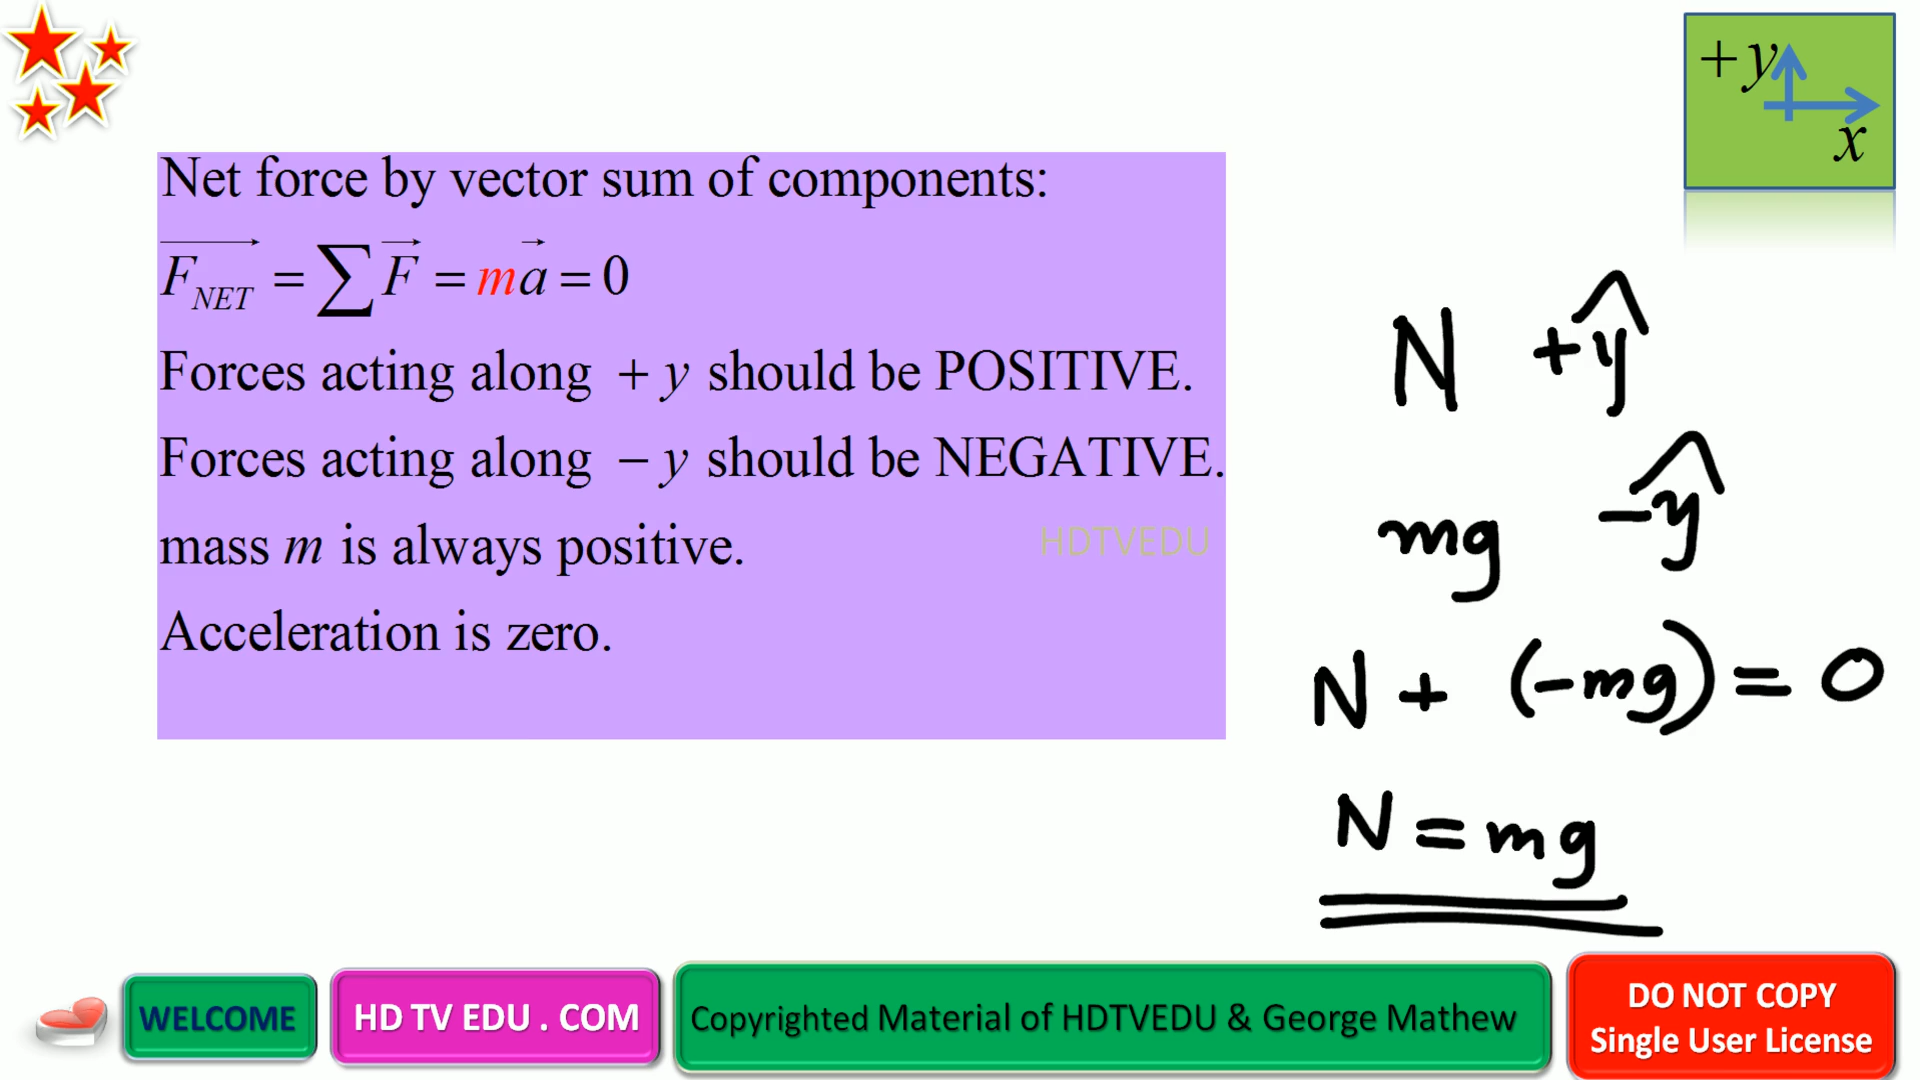 +y
x
Net force by vector sum of components:
F_NET = ∑F = ma = 0
Forces acting along + y should be POSITIVE.
Forces acting along − y should be NEGATIVE.
mass m is always positive.
HDTVEDU
Acceleration is zero.
N +ŷ
mg −ŷ
N + (−mg) = 0
N = mg
WELCOME
HD TV EDU . COM
Copyrighted Material of HDTVEDU & George Mathew
DO NOT COPY
Single User License